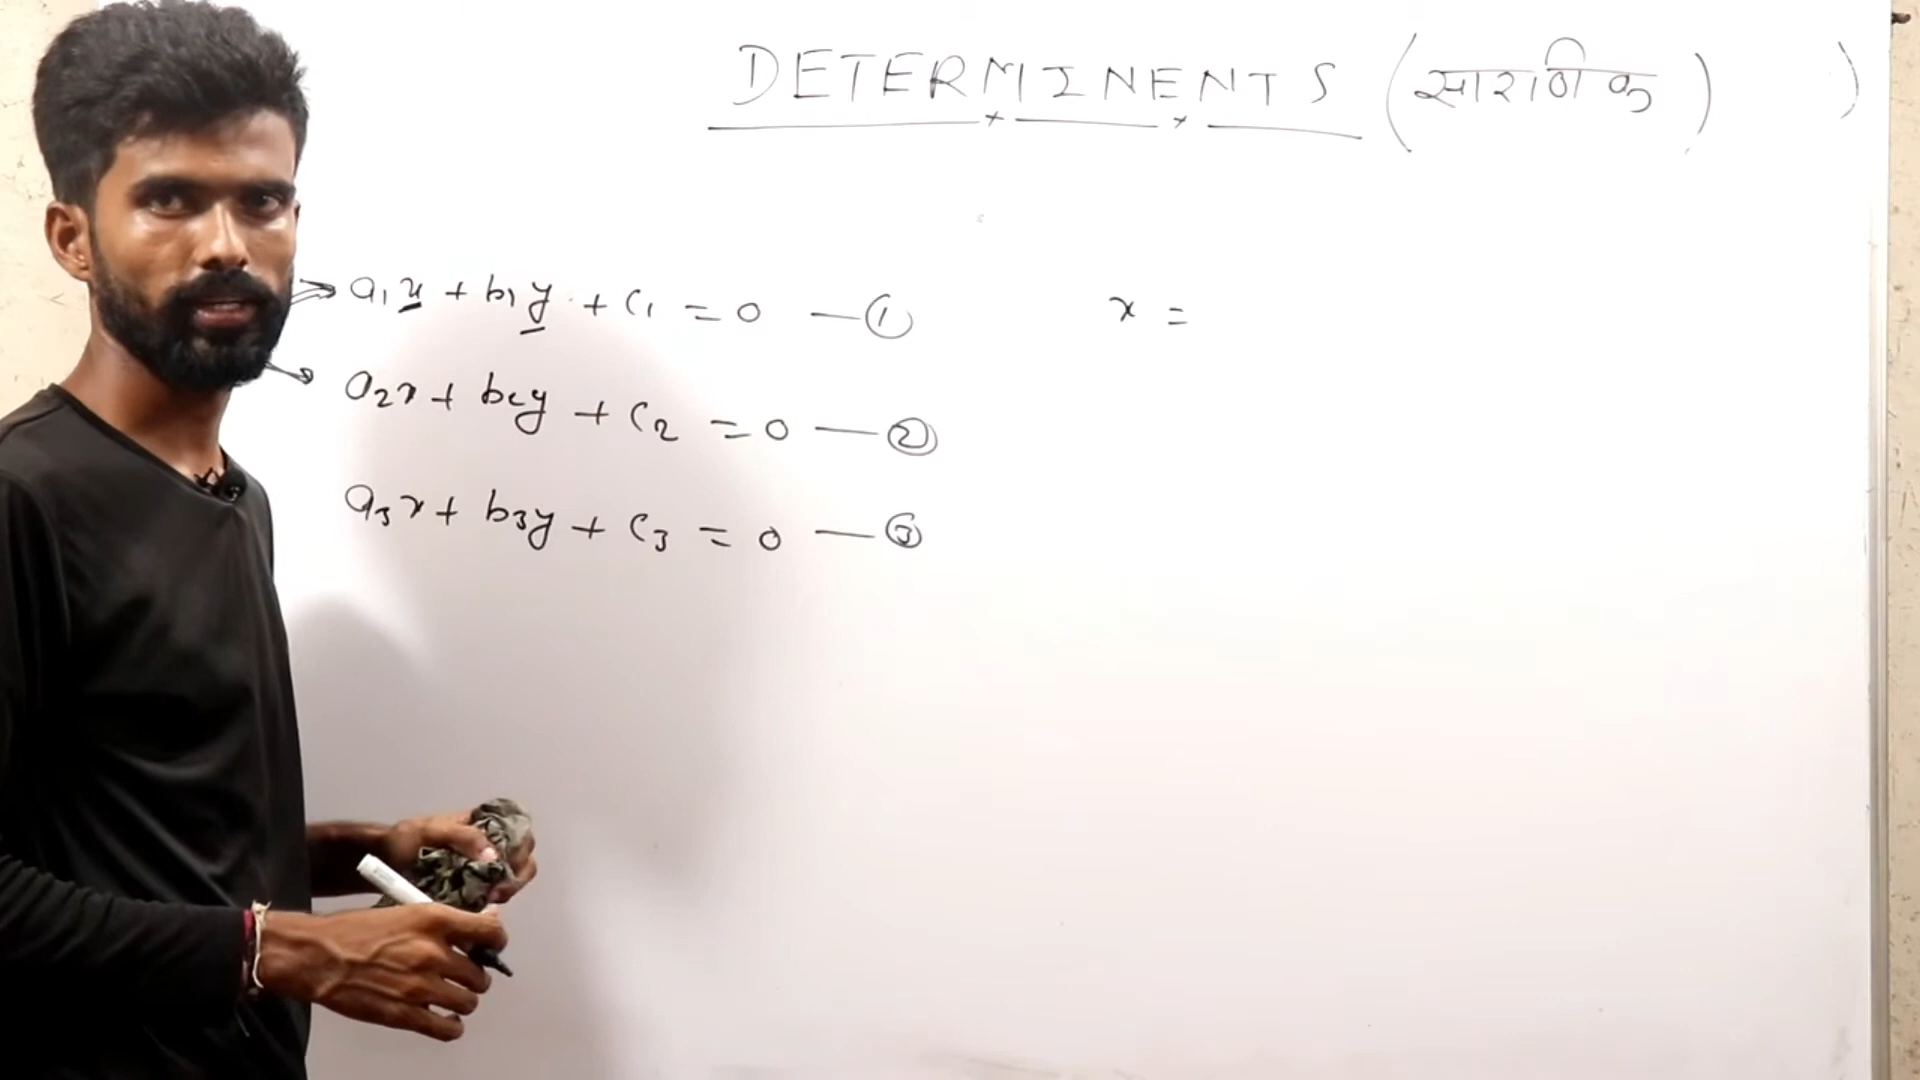 DETERMINENTS (सारणिक) )
a₁x + b₁y + c₁ = 0 — ①
x =
a₂x + b₂y + c₂ = 0 — ②
a₃x + b₃y + c₃ = 0 — ③